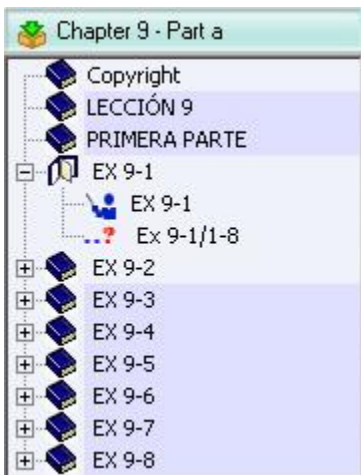 Chapter 9 - Part a
Copyright
LECCIÓN 9
PRIMERA PARTE
EX 9-1
EX 9-1
Ex 9-1/1-8
EX 9-2
EX 9-3
EX 9-4
EX 9-5
EX 9-6
EX 9-7
EX 9-8